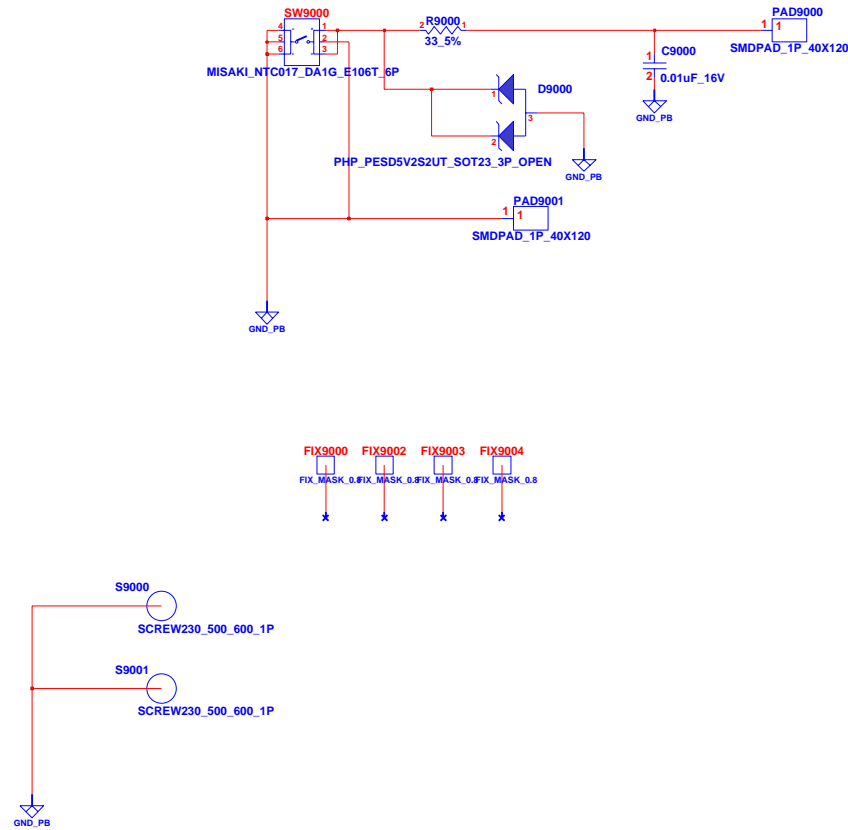 SW9000
4 1
5 2
6 3
MISAKI_NTC017_DA1G_E106T_6P
R9000
2 1
33_5%
PAD9000
1 1
SMDPAD_1P_40X120
C9000
1
2
0.01uF_16V
GND_PB
D9000
1
2
3
PHP_PESD5V2S2UT_SOT23_3P_OPEN
GND_PB
PAD9001
1 1
SMDPAD_1P_40X120
GND_PB
FIX9000 FIX9002 FIX9003 FIX9004
FIX_MASK_0.8 FIX_MASK_0.8 FIX_MASK_0.8 FIX_MASK_0.8
S9000
SCREW230_500_600_1P
S9001
SCREW230_500_600_1P
GND_PB